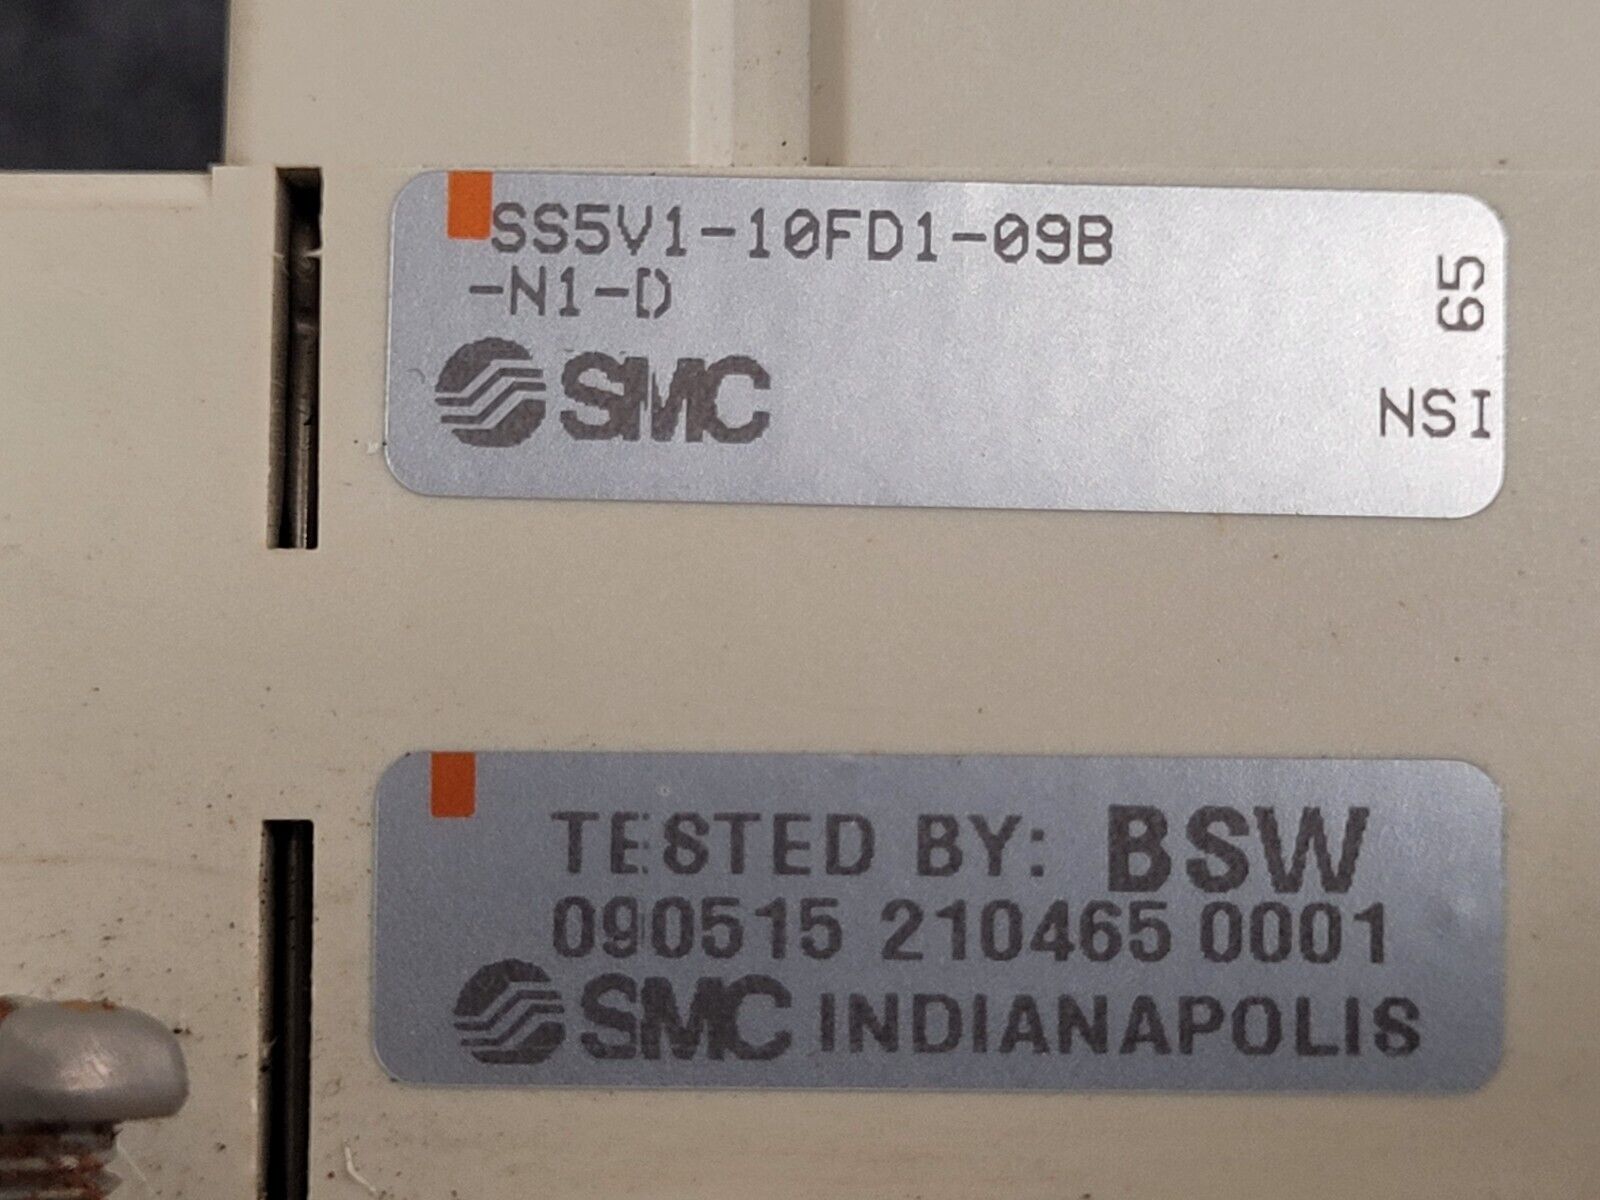 SS5V1-10FD1-09B
-N1-D
65
SMC
NSI
TESTED BY: BSW
090515 210465 0001
SMC INDIANAPOLIS